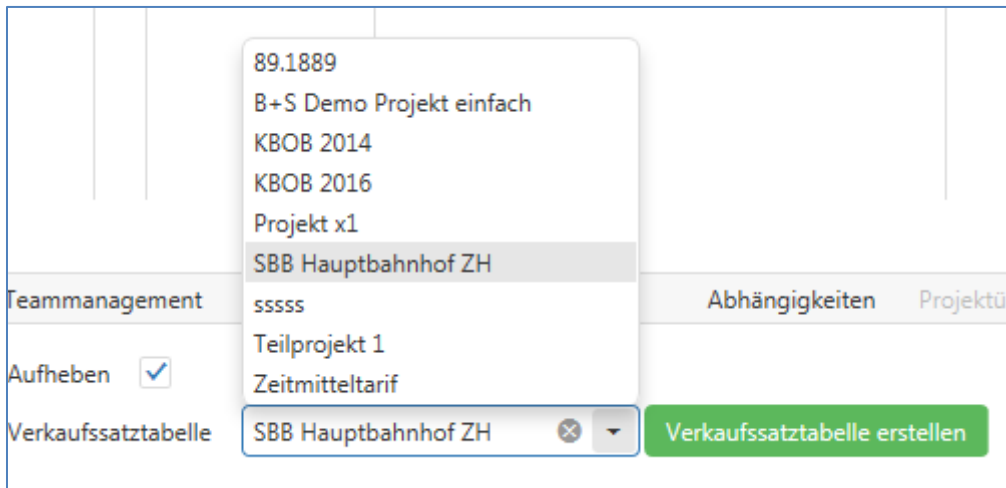 89.1889
B+S Demo Projekt einfach
KBOB 2014
KBOB 2016
Projekt x1
SBB Hauptbahnhof ZH
sssss
Teilprojekt 1
Zeitmitteltarif
Teammanagement Abhängigkeiten Projektü
Aufheben
Verkaufssatztabelle SBB Hauptbahnhof ZH Verkaufssatztabelle erstellen